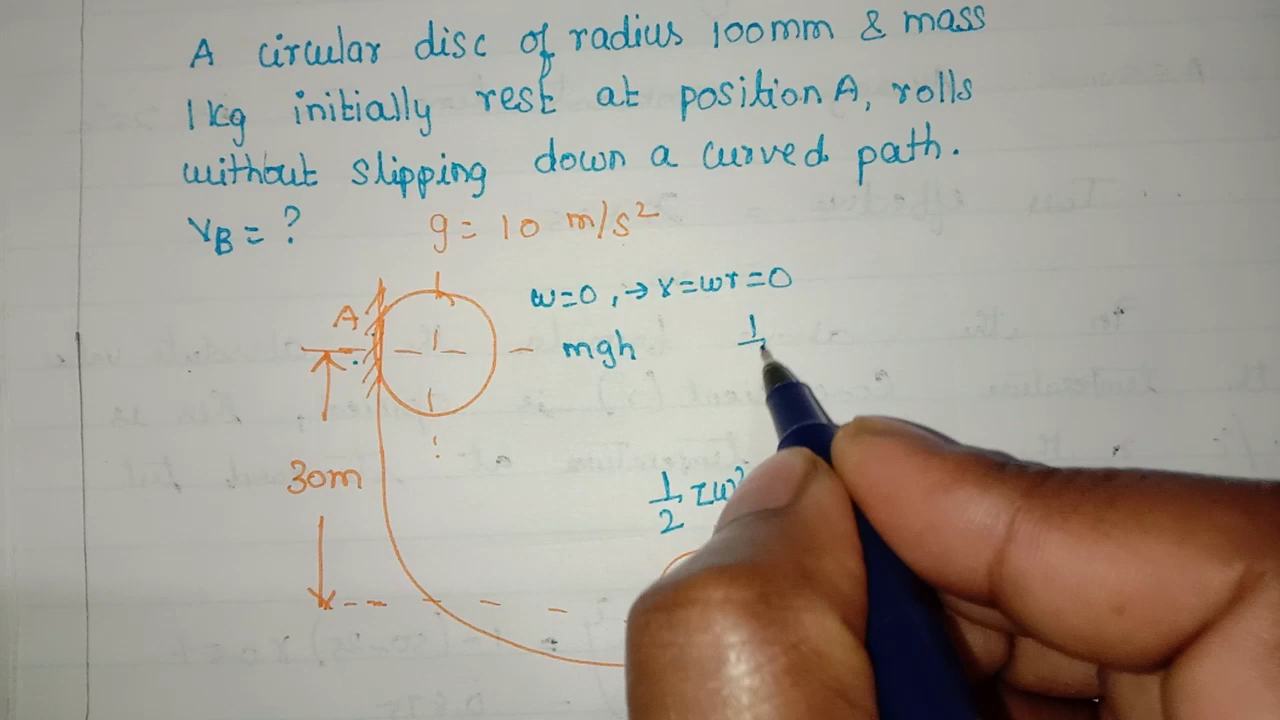 A circular disc of radius 100mm & mass
1kg initially rest at position A, rolls
without slipping down a curved path.
VB = ? g = 10 m/s²
ω=0, → V=ωr=0
A
mgh
1
30m
1/2 Iω²